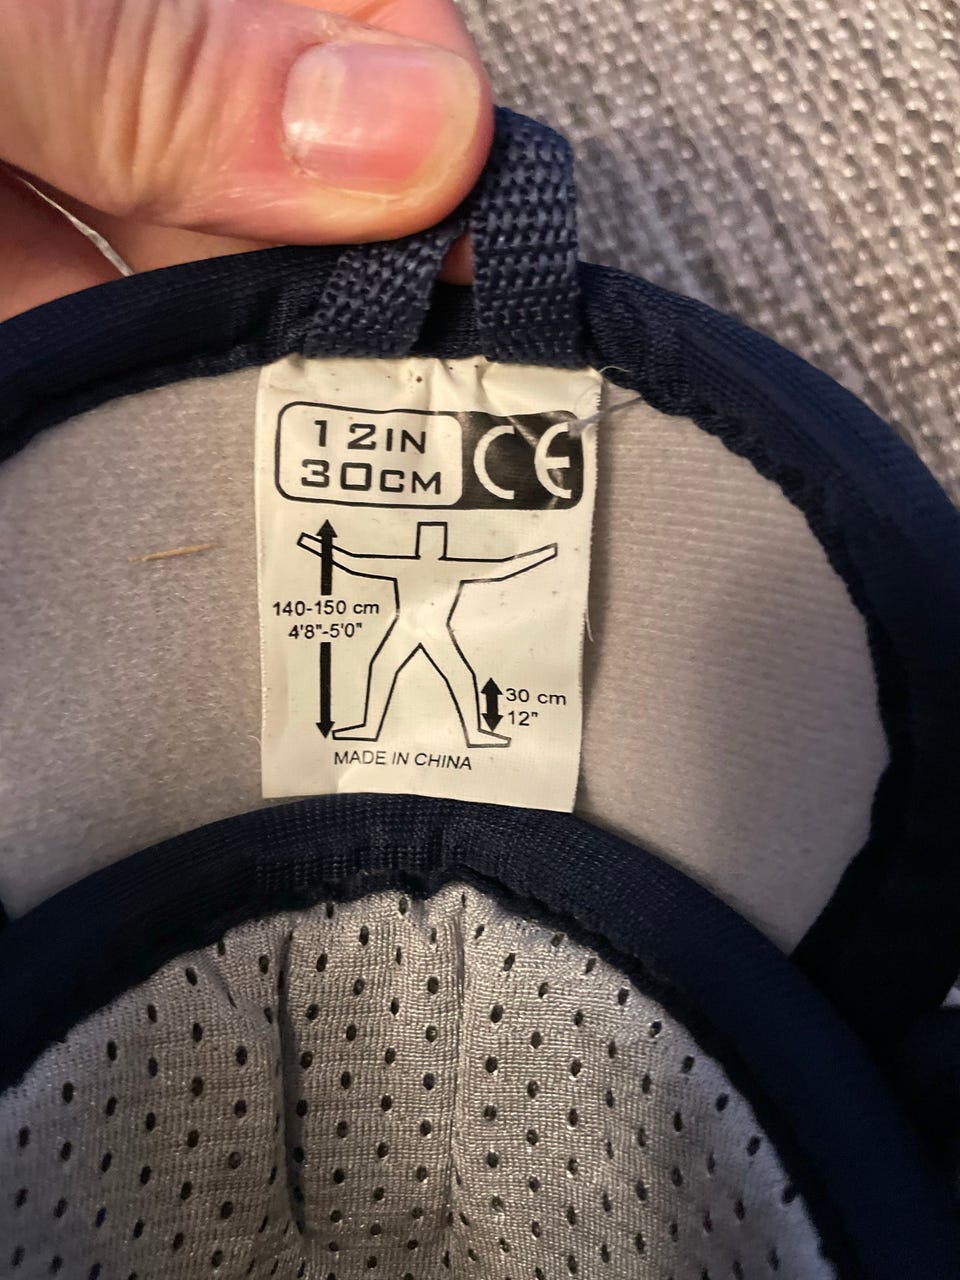 12IN
30CM
CE
140-150 cm
4'8"-5'0"
30 cm
12"
MADE IN CHINA